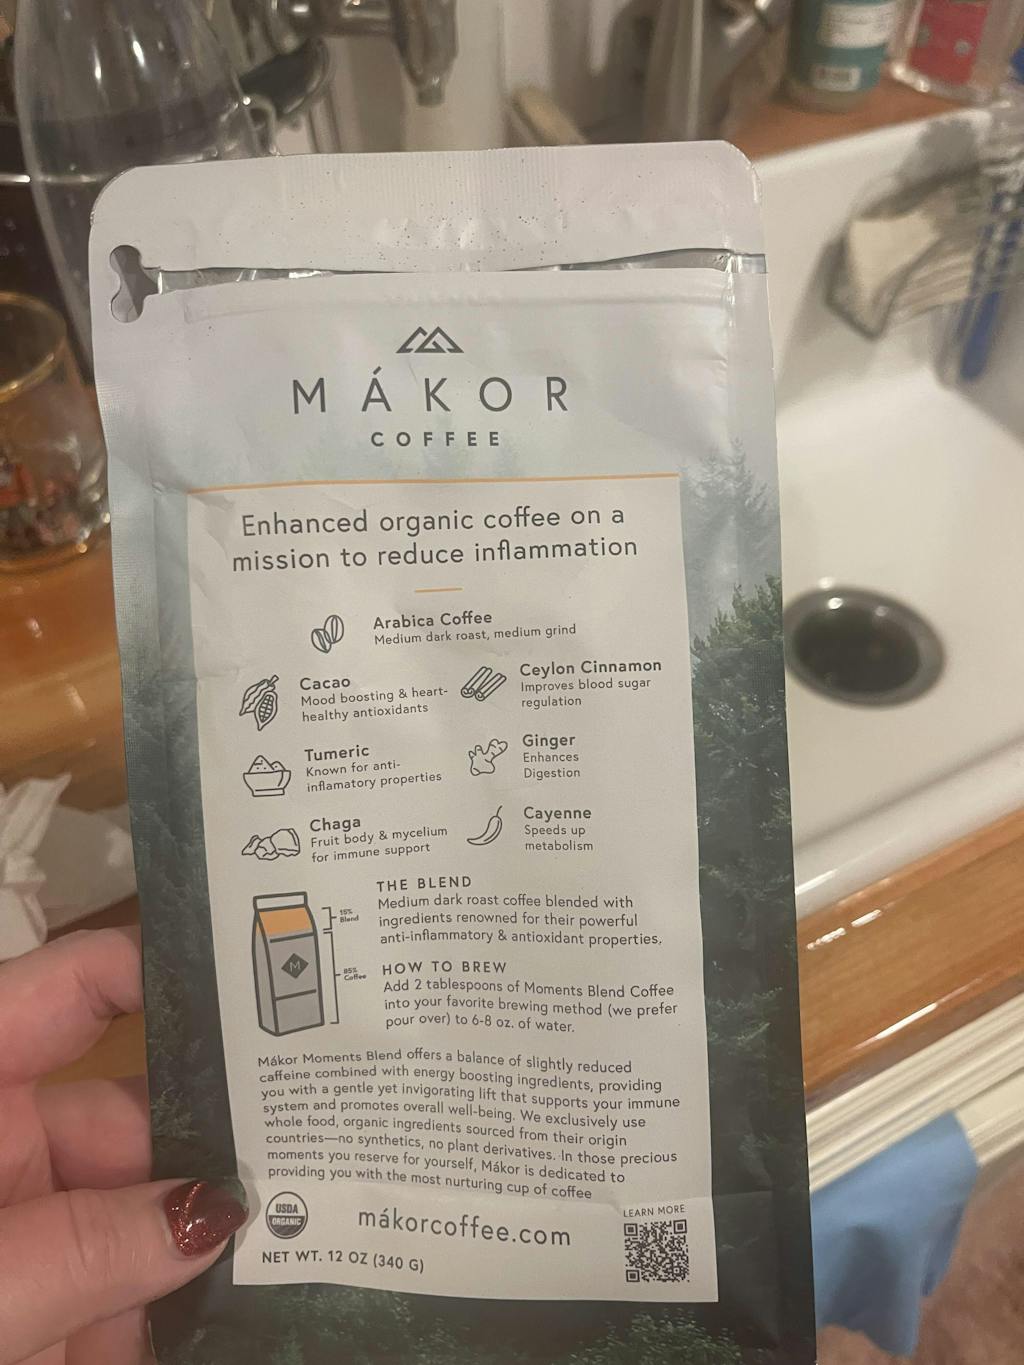 MÁKOR
COFFEE
Enhanced organic coffee on a
mission to reduce inflammation
Arabica Coffee
Medium dark roast, medium grind
Cacao
Mood boosting & heart-
healthy antioxidants
Ceylon Cinnamon
Improves blood sugar
regulation
Tumeric
Known for anti-
inflamatory properties
Ginger
Enhances
Digestion
Chaga
Fruit body & mycelium
for immune support
Cayenne
Speeds up
metabolism
15%
Blend
M
85%
Coffee
THE BLEND
Medium dark roast coffee blended with
ingredients renowned for their powerful
anti-inflammatory & antioxidant properties.
HOW TO BREW
Add 2 tablespoons of Moments Blend Coffee
into your favorite brewing method (we prefer
pour over) to 6-8 oz. of water.
Mákor Moments Blend offers a balance of slightly reduced
caffeine combined with energy boosting ingredients, providing
you with a gentle yet invigorating lift that supports your immune
system and promotes overall well-being. We exclusively use
whole food, organic ingredients sourced from their origin
countries—no synthetics, no plant derivatives. In those precious
moments you reserve for yourself, Mákor is dedicated to
providing you with the most nurturing cup of coffee
USDA
ORGANIC
mákorcoffee.com
LEARN MORE
NET WT. 12 OZ (340 G)